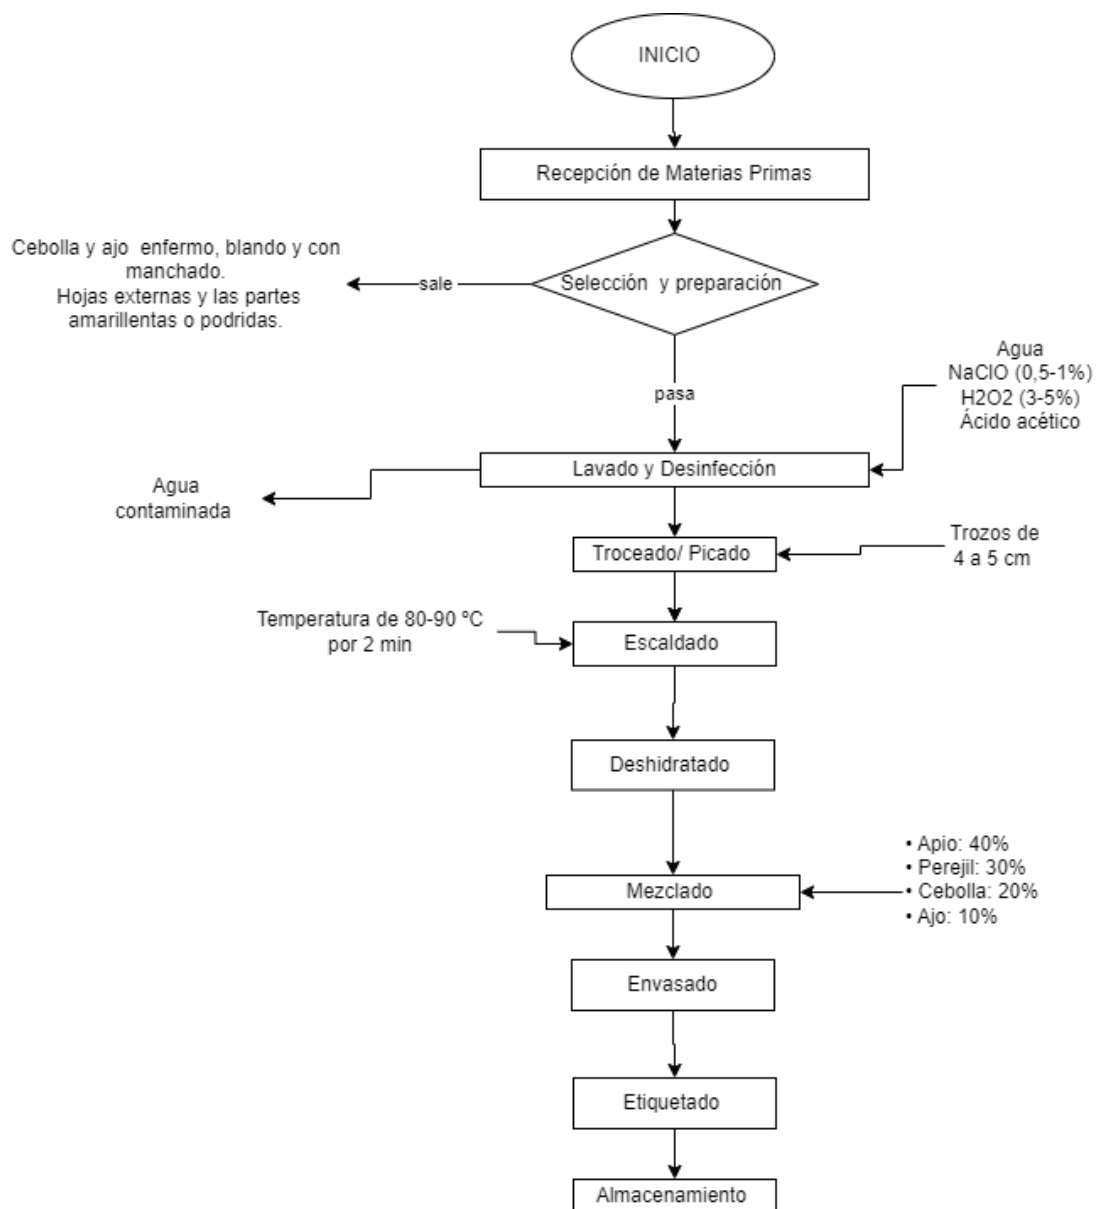 INICIO
Recepción de Materias Primas
Cebolla y ajo enfermo, blando y con
manchado.
Hojas externas y las partes
amarillentas o podridas.
sale
Selección y preparación
pasa
Agua
NaClO (0,5-1%)
H2O2 (3-5%)
Ácido acético
Lavado y Desinfección
Agua
contaminada
Troceado/ Picado
Trozos de
4 a 5 cm
Temperatura de 80-90 ºC
por 2 min
Escaldado
Deshidratado
• Apio: 40%
• Perejil: 30%
• Cebolla: 20%
• Ajo: 10%
Mezclado
Envasado
Etiquetado
Almacenamiento